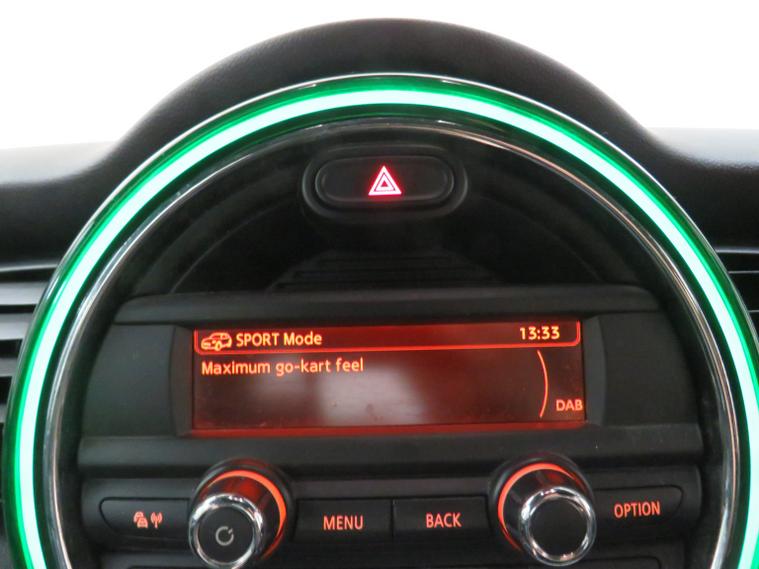 SPORT Mode 13:33
Maximum go-kart feel
DAB
MENU BACK OPTION